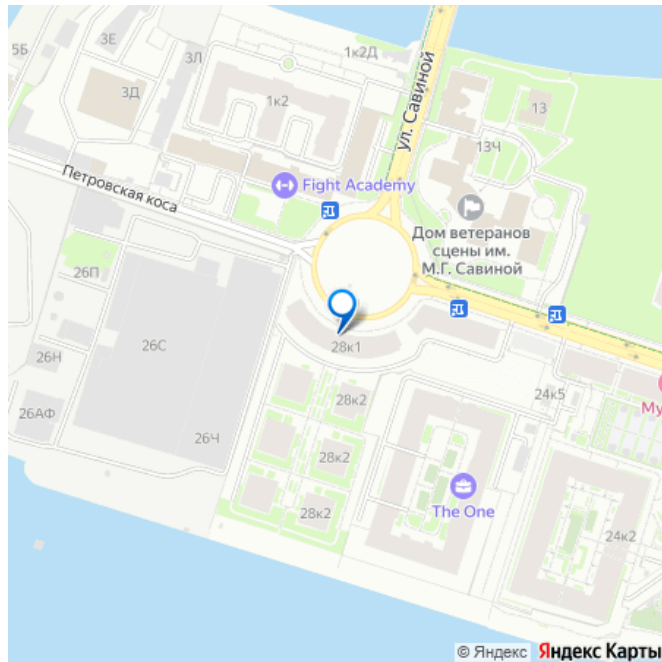 5Б
3Е
3Л
1к2Д
3Д
1к2
ул. Савиной
13
13Ч
Петровская коса
Fight Academy
Дом ветеранов
сцены им.
М.Г. Савиной
26П
26С
26Н
28к1
26АФ
26Ч
28к2
24к5
My
28к2
28к2
The One
24к2
© Яндекс Яндекс Карты